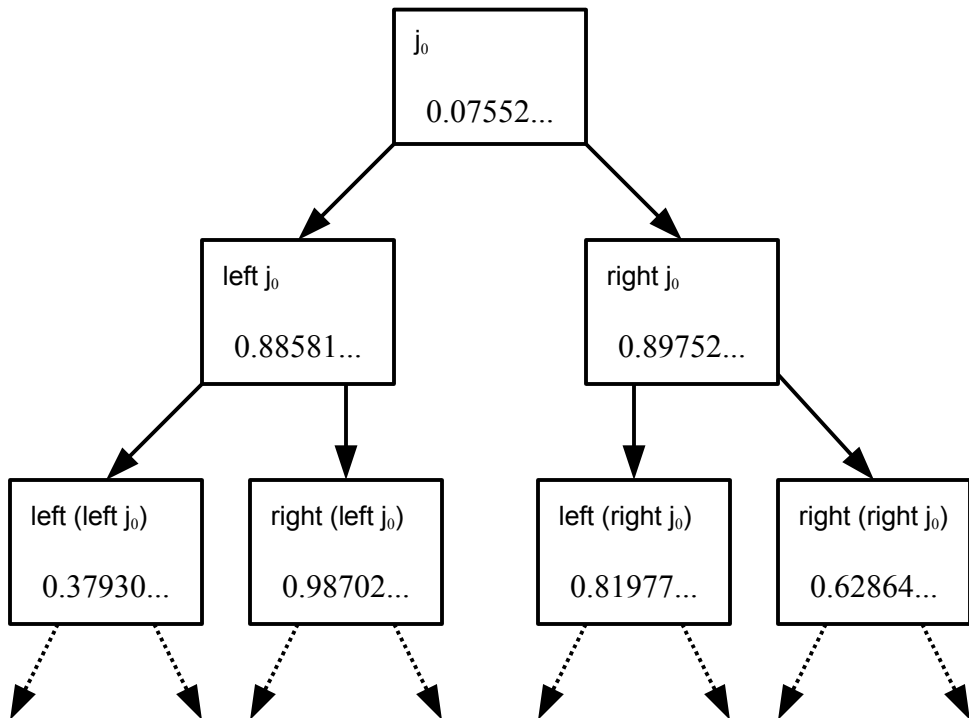 j₀
0.07552...
left j₀
0.88581...
right j₀
0.89752...
left (left j₀)
0.37930...
right (left j₀)
0.98702...
left (right j₀)
0.81977...
right (right j₀)
0.62864...